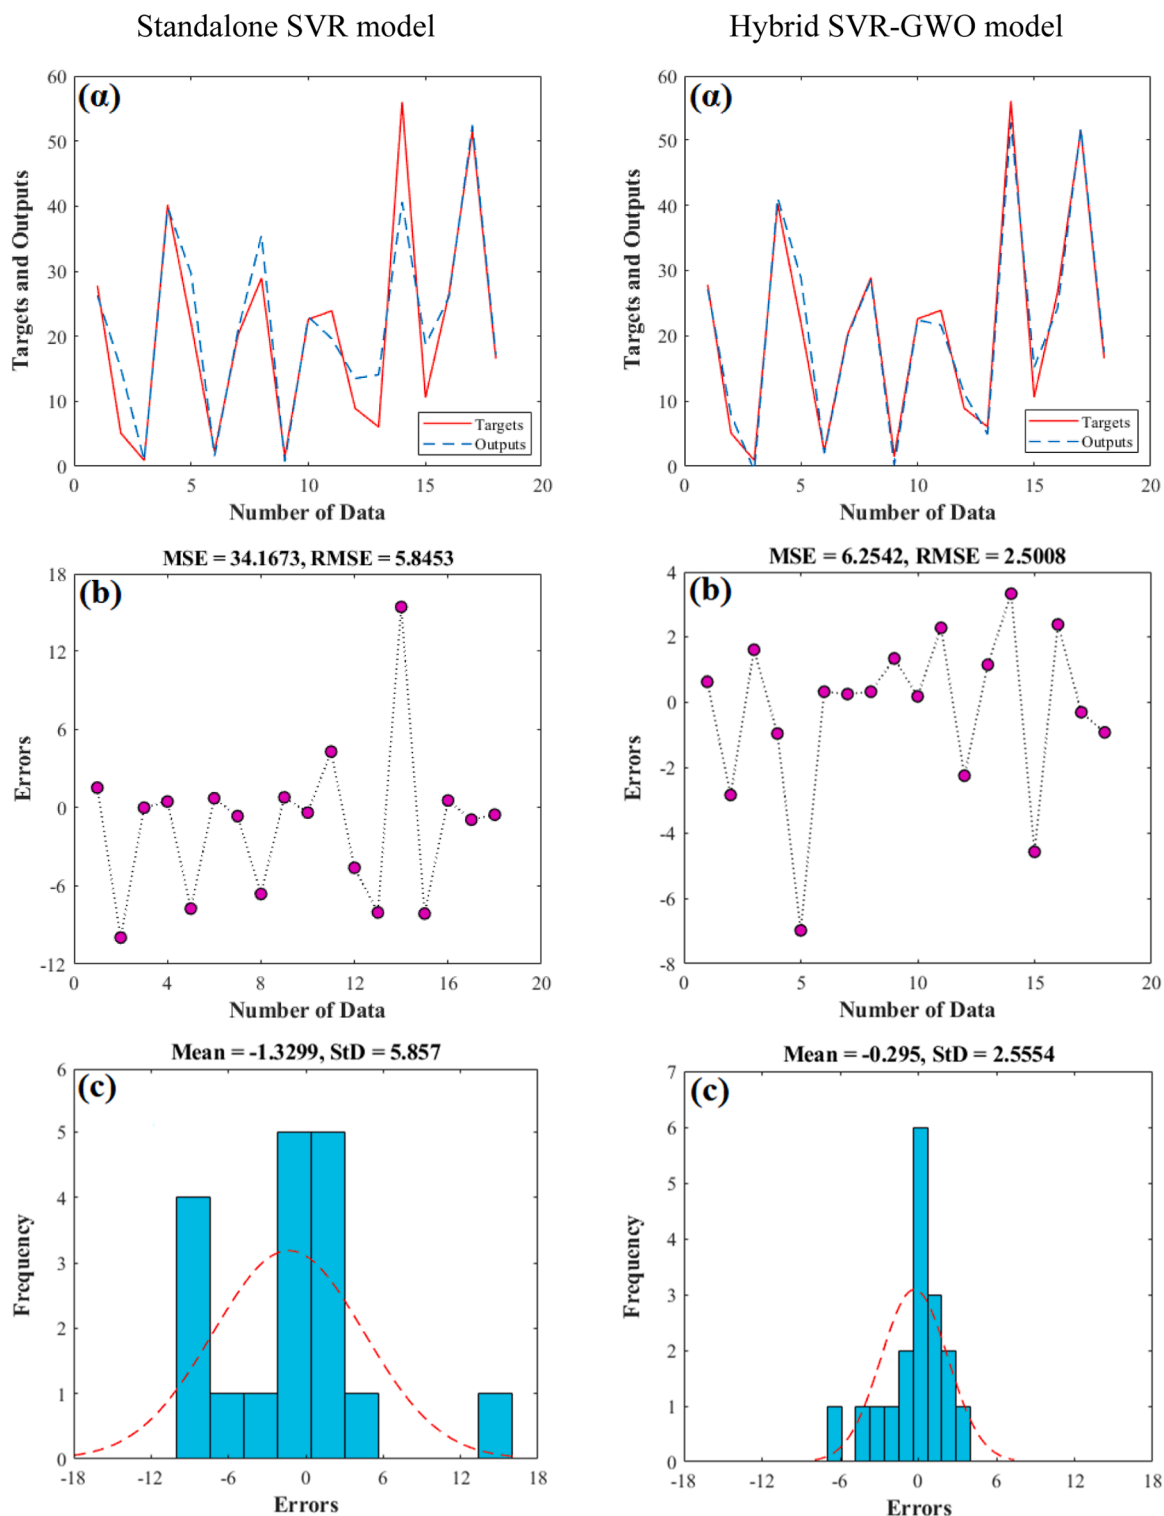 Standalone SVR model
Hybrid SVR-GWO model
(α)
60
50
40
30
20
10
0
Targets and Outputs
Targets
Outputs
0
5
10
15
20
Number of Data
(α)
60
50
40
30
20
10
0
Targets and Outputs
Targets
Outputs
0
5
10
15
20
Number of Data
MSE = 34.1673, RMSE = 5.8453
(b)
18
12
6
0
-6
-12
Errors
0
4
8
12
16
20
Number of Data
MSE = 6.2542, RMSE = 2.5008
(b)
4
2
0
-2
-4
-6
-8
Errors
0
5
10
15
20
Number of Data
Mean = -1.3299, StD = 5.857
(c)
6
5
4
3
2
1
0
Frequency
-18
-12
-6
0
6
12
18
Errors
Mean = -0.295, StD = 2.5554
(c)
7
6
5
4
3
2
1
0
Frequency
-18
-12
-6
0
6
12
18
Errors